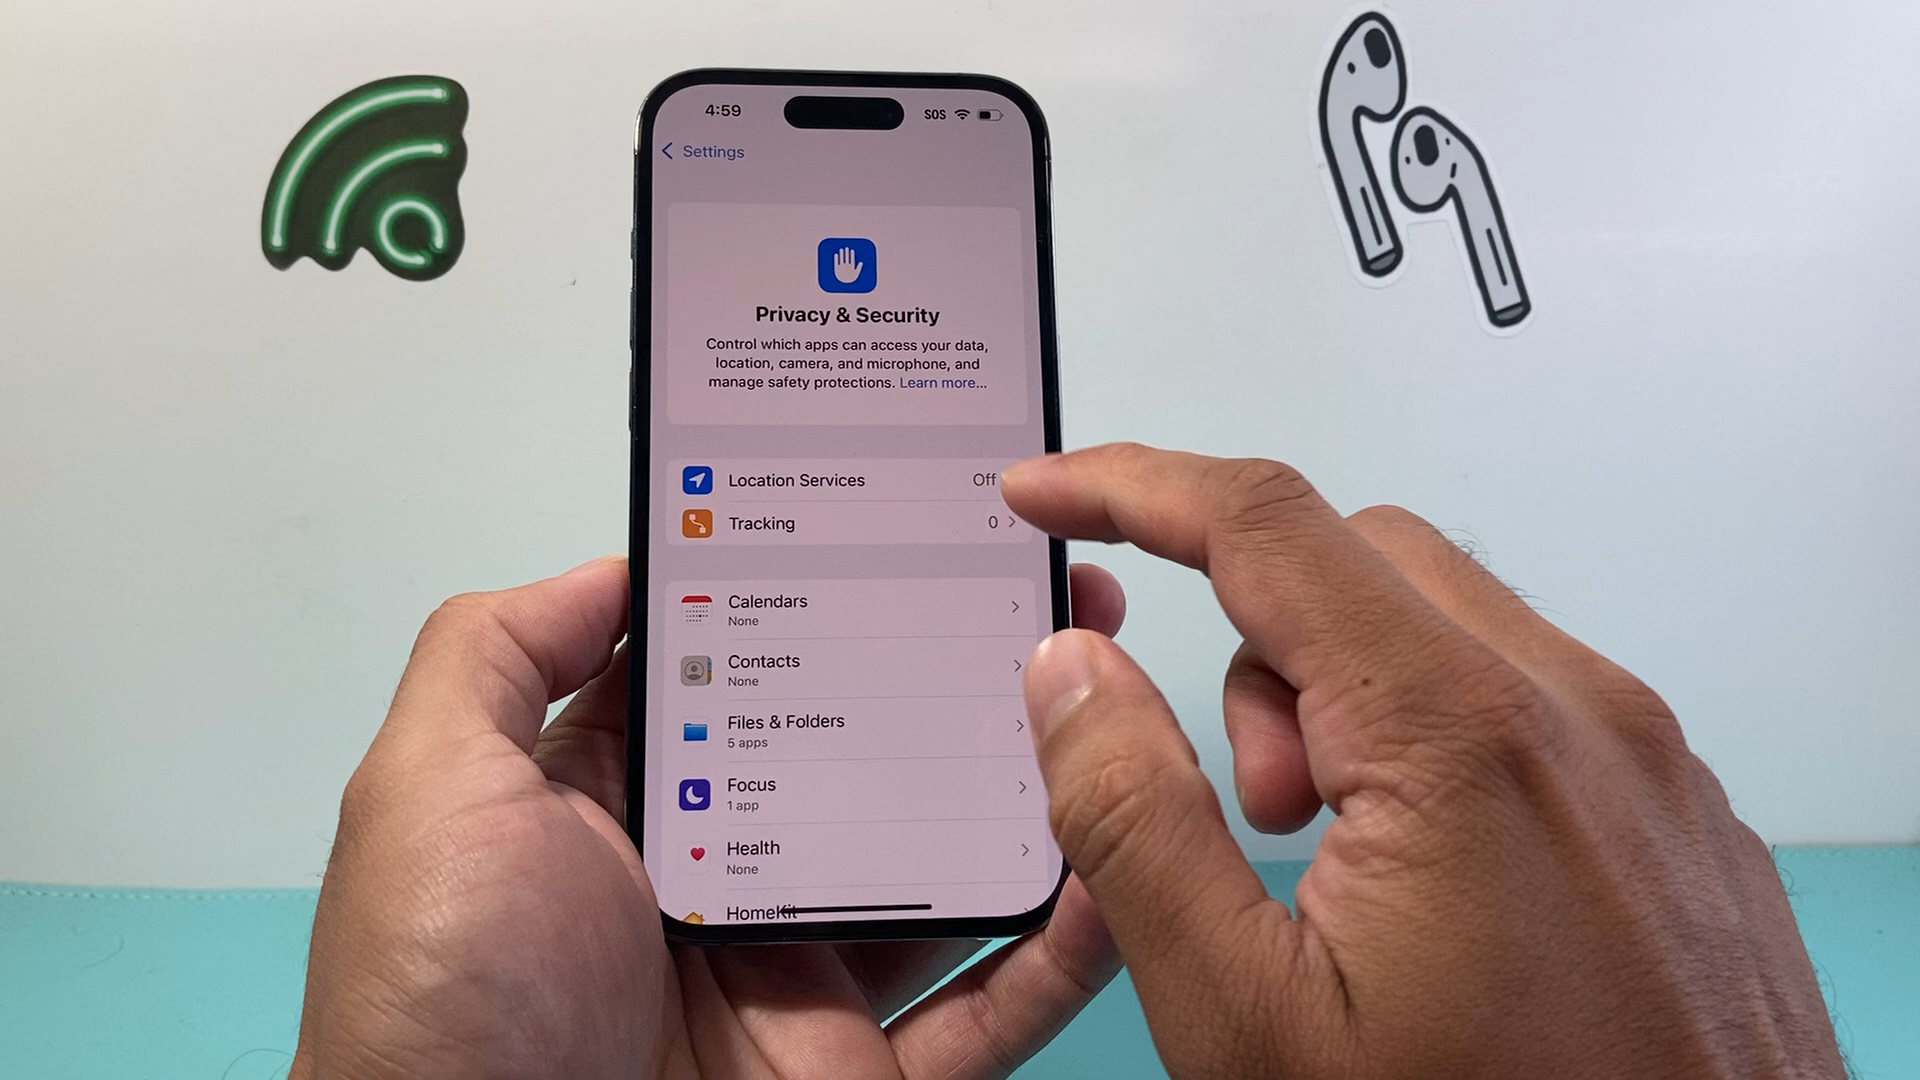 4:59
SOS
Settings
Privacy & Security
Control which apps can access your data,
location, camera, and microphone, and
manage safety protections. Learn more...
Location Services Off
Tracking 0
Calendars
None
Contacts
None
Files & Folders
5 apps
Focus
1 app
Health
None
HomeKit